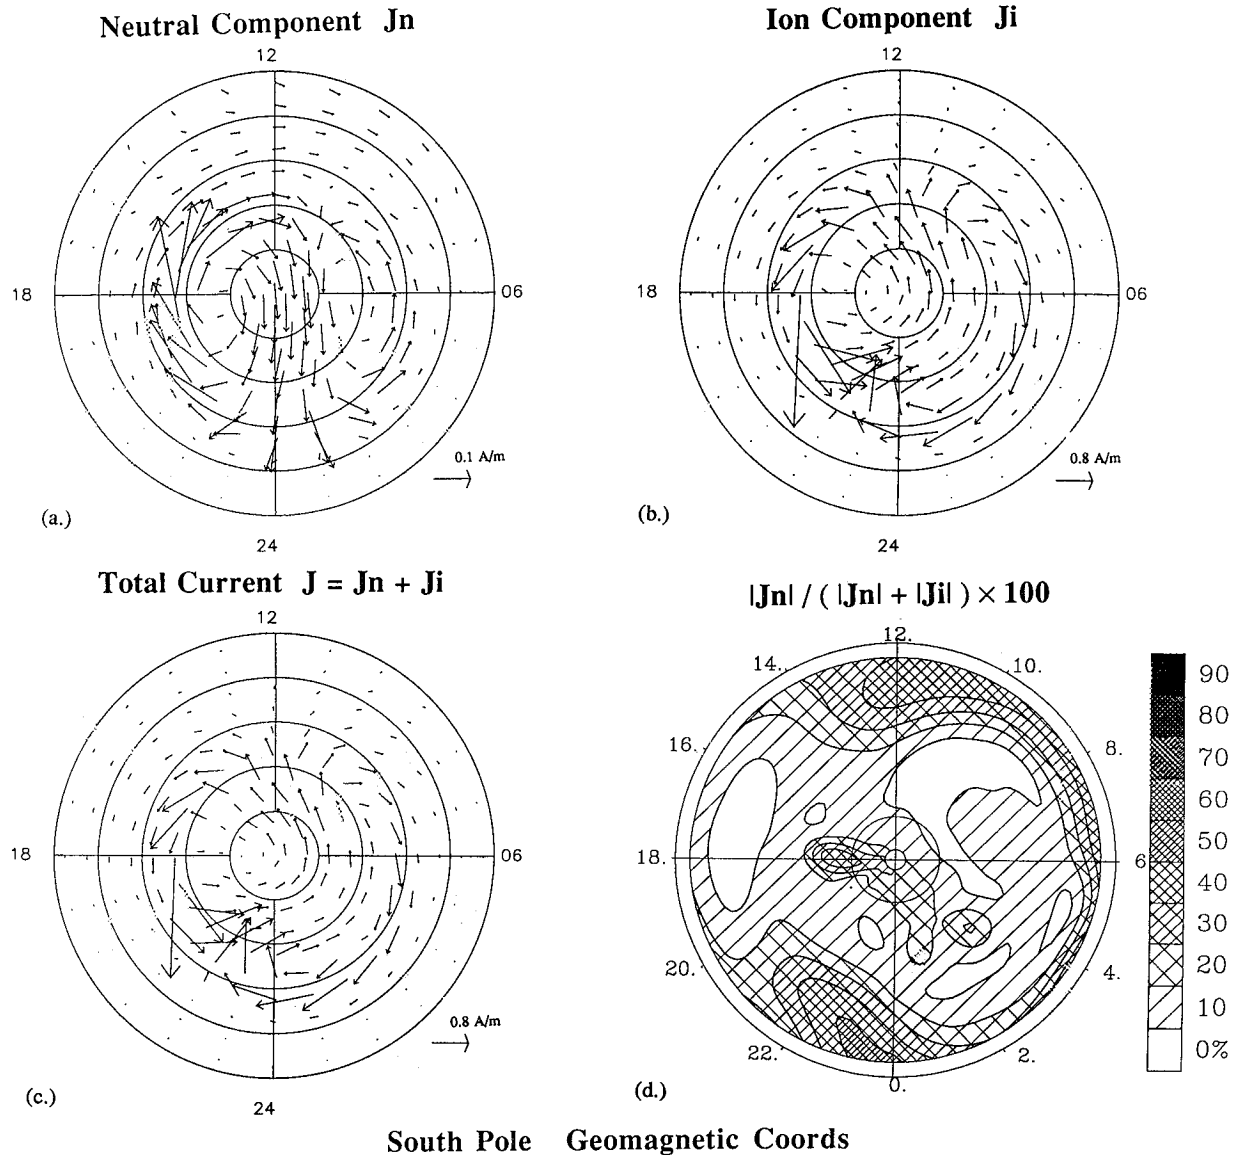 Neutral Component Jn
12
18
06
0.1 A/m
(a.)
24
Ion Component Ji
12
18
06
0.8 A/m
(b.)
24
Total Current J = Jn + Ji
12
18
06
0.8 A/m
(c.)
24
|Jn| / ( |Jn| + |Ji| ) × 100
12.
14.
10.
16.
8.
18.
6
20.
4.
22.
2.
0.
(d.)
90
80
70
60
50
40
30
20
10
0%
South Pole Geomagnetic Coords